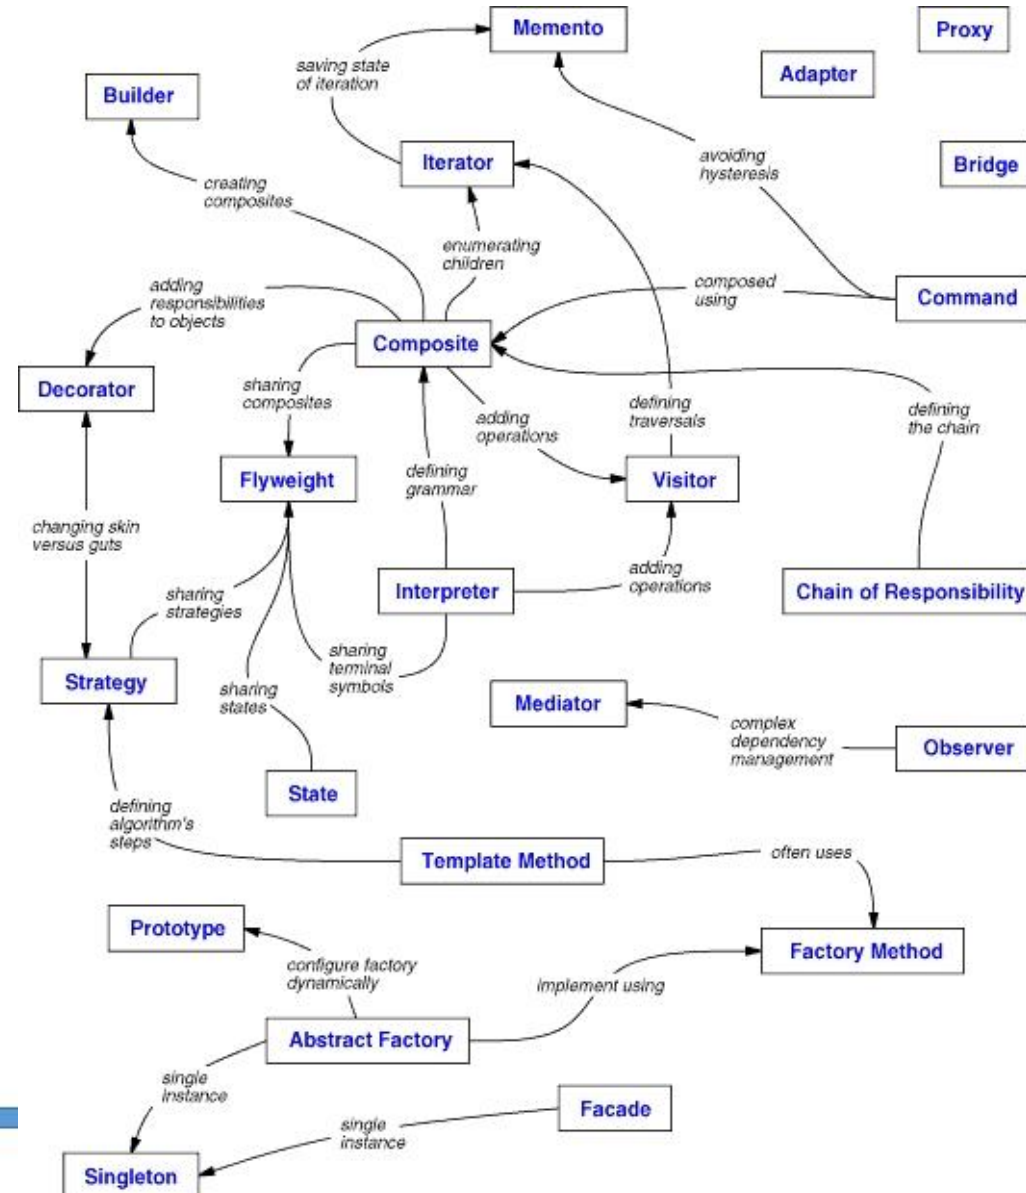 Memento
Proxy
saving state
of iteration
Adapter
Builder
avoiding
hysteresis
Iterator
Bridge
creating
composites
enumerating
children
adding
responsibilities
to objects
composed
using
Command
Composite
Decorator
sharing
composites
adding
operations
defining
traversals
defining
the chain
Flyweight
defining
grammar
Visitor
changing skin
versus guts
sharing
strategies
Interpreter
adding
operations
Chain of Responsibility
sharing
terminal
symbols
Strategy
sharing
states
Mediator
complex
dependency
management
Observer
State
defining
algorithm's
steps
Template Method
often uses
Prototype
configure factory
dynamically
Factory Method
implement using
Abstract Factory
single
instance
Facade
single
instance
Singleton